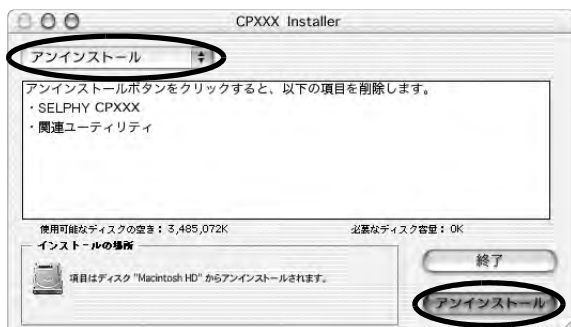 CPXXX Installer
アンインストール
アンインストールボタンをクリックすると、以下の項目を削除します。
・SELPHY CPXXX
・関連ユーティリティ
使用可能なディスクの空き：3,485,072K
必要なディスク容量：0K
インストールの場所
項目はディスク "Macintosh HD" からアンインストールされます。
終了
アンインストール